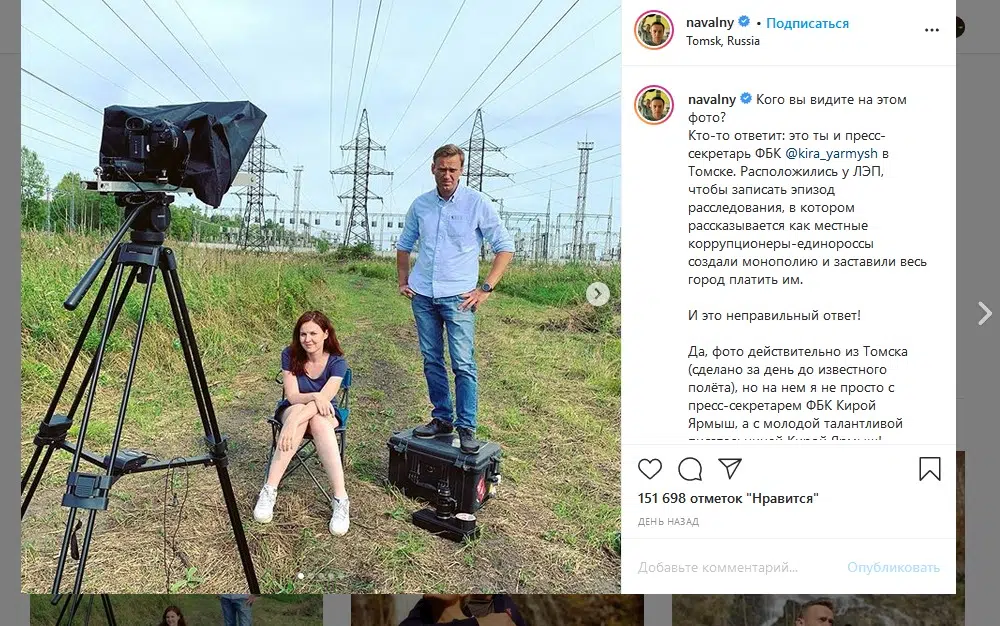 navalny • Подписаться
Tomsk, Russia
navalny Кого вы видите на этом
фото?
Кто-то ответит: это ты и пресс-
секретарь ФБК @kira_yarmysh в
Томске. Расположились у ЛЭП,
чтобы записать эпизод
расследования, в котором
рассказывается как местные
коррупционеры-единороссы
создали монополию и заставили весь
город платить им.
И это неправильный ответ!
Да, фото действительно из Томска
(сделано за день до известного
полёта), но на нем я не просто с
пресс-секретарем ФБК Кирой
Ярмыш, а с молодой талантливой
писательницей Кирой Ярмыш!
151 698 отметок "Нравится"
ДЕНЬ НАЗАД
Добавьте комментарий... Опубликовать